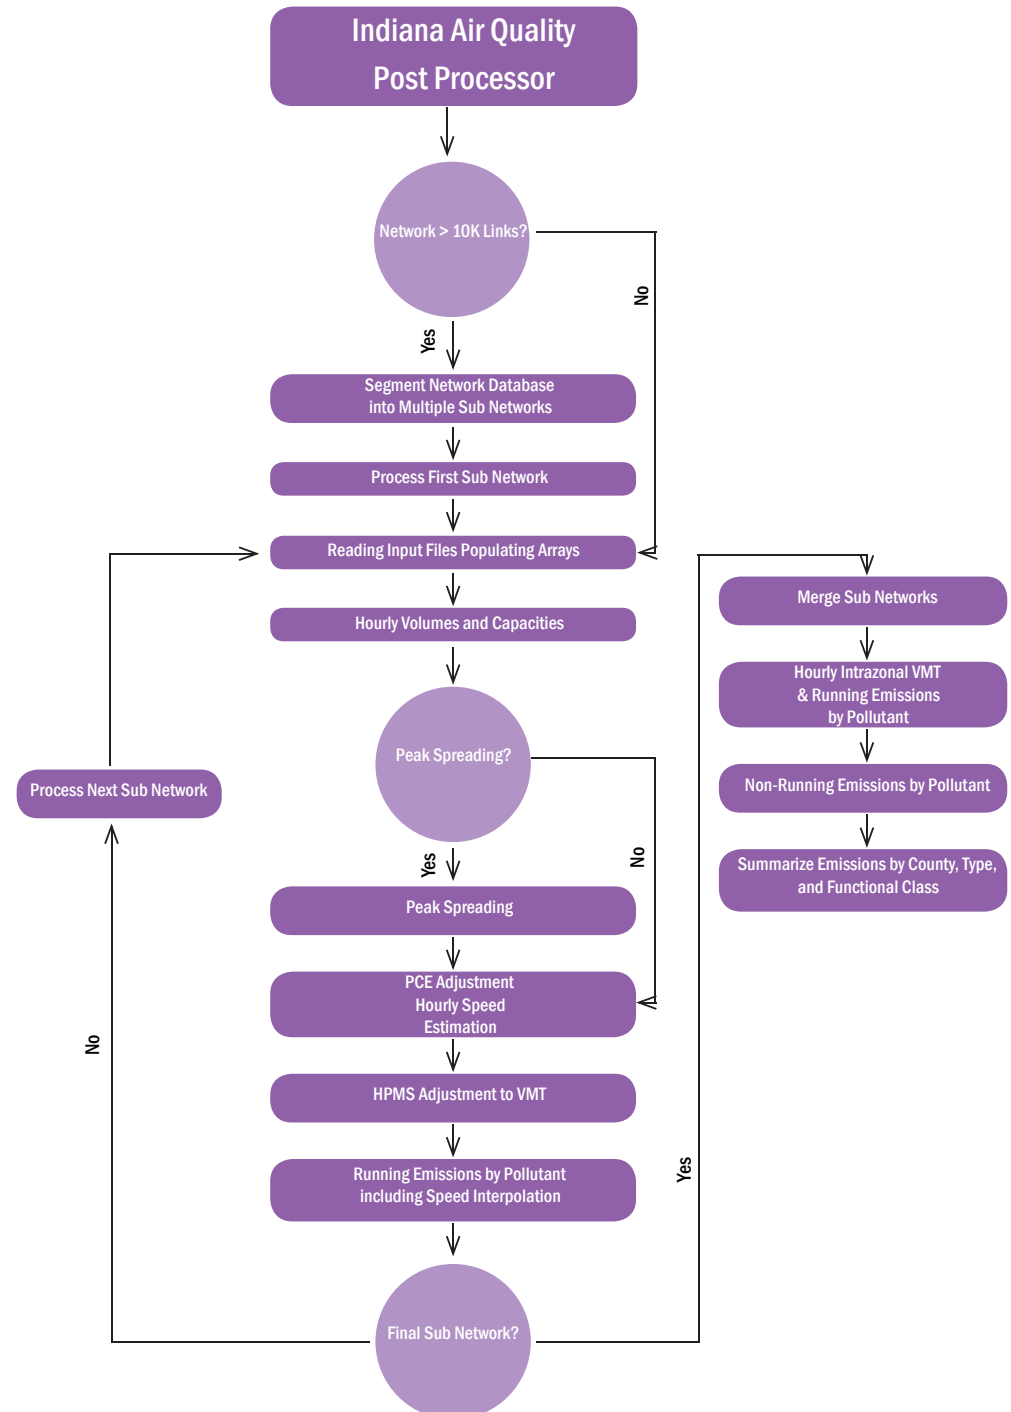 Indiana Air Quality
Post Processor
Network > 10K Links?
No
Yes
Segment Network Database
into Multiple Sub Networks
Process First Sub Network
Reading Input Files Populating Arrays
Hourly Volumes and Capacities
Peak Spreading?
No
Yes
Peak Spreading
PCE Adjustment
Hourly Speed
Estimation
HPMS Adjustment to VMT
Running Emissions by Pollutant
including Speed Interpolation
Final Sub Network?
No
Process Next Sub Network
Yes
Merge Sub Networks
Hourly Intrazonal VMT
& Running Emissions
by Pollutant
Non-Running Emissions by Pollutant
Summarize Emissions by County, Type,
and Functional Class